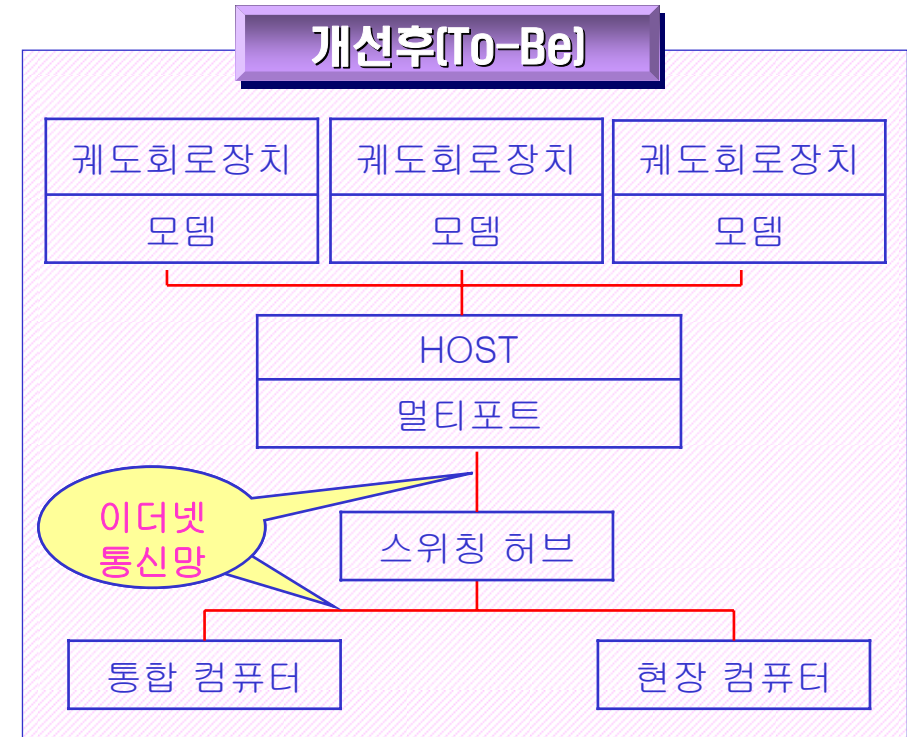 개선후(To-Be)
궤도회로장치 궤도회로장치 궤도회로장치
모뎀 모뎀 모뎀
HOST
멀티포트
이더넷
통신망
스위칭 허브
통합 컴퓨터 현장 컴퓨터